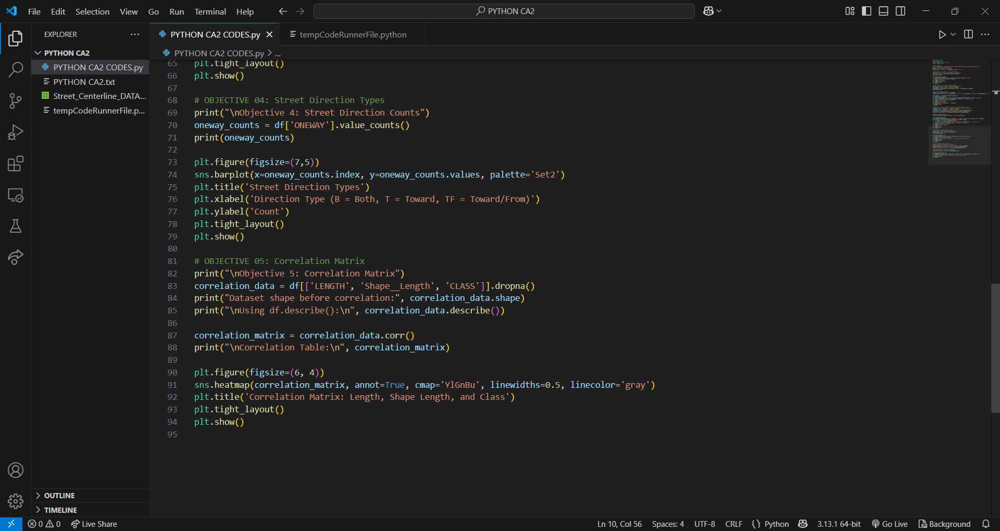 File Edit Selection View Go Run Terminal Help
PYTHON CA2
EXPLORER
PYTHON CA2
PYTHON CA2 CODES.py
PYTHON CA2.txt
Street_Centerline_DATA...
tempCodeRunnerFile.p...
OUTLINE
TIMELINE
PYTHON CA2 CODES.py
tempCodeRunnerFile.python
PYTHON CA2 CODES.py > ...
65 plt.tight_layout()
66 plt.show()
67
68 # OBJECTIVE 04: Street Direction Types
69 print("\nObjective 4: Street Direction Counts")
70 oneway_counts = df['ONEWAY'].value_counts()
71 print(oneway_counts)
72
73 plt.figure(figsize=(7,5))
74 sns.barplot(x=oneway_counts.index, y=oneway_counts.values, palette='Set2')
75 plt.title('Street Direction Types')
76 plt.xlabel('Direction Type (B = Both, T = Toward, TF = Toward/From)')
77 plt.ylabel('Count')
78 plt.tight_layout()
79 plt.show()
80
81 # OBJECTIVE 05: Correlation Matrix
82 print("\nObjective 5: Correlation Matrix")
83 correlation_data = df[['LENGTH', 'Shape__Length', 'CLASS']].dropna()
84 print("Dataset shape before correlation:", correlation_data.shape)
85 print("\nUsing df.describe():\n", correlation_data.describe())
86
87 correlation_matrix = correlation_data.corr()
88 print("\nCorrelation Table:\n", correlation_matrix)
89
90 plt.figure(figsize=(6, 4))
91 sns.heatmap(correlation_matrix, annot=True, cmap='YlGnBu', linewidths=0.5, linecolor='gray')
92 plt.title('Correlation Matrix: Length, Shape Length, and Class')
93 plt.tight_layout()
94 plt.show()
95
0 0 Live Share
Ln 10, Col 56 Spaces: 4 UTF-8 CRLF {} Python 3.13.1 64-bit Go Live Background